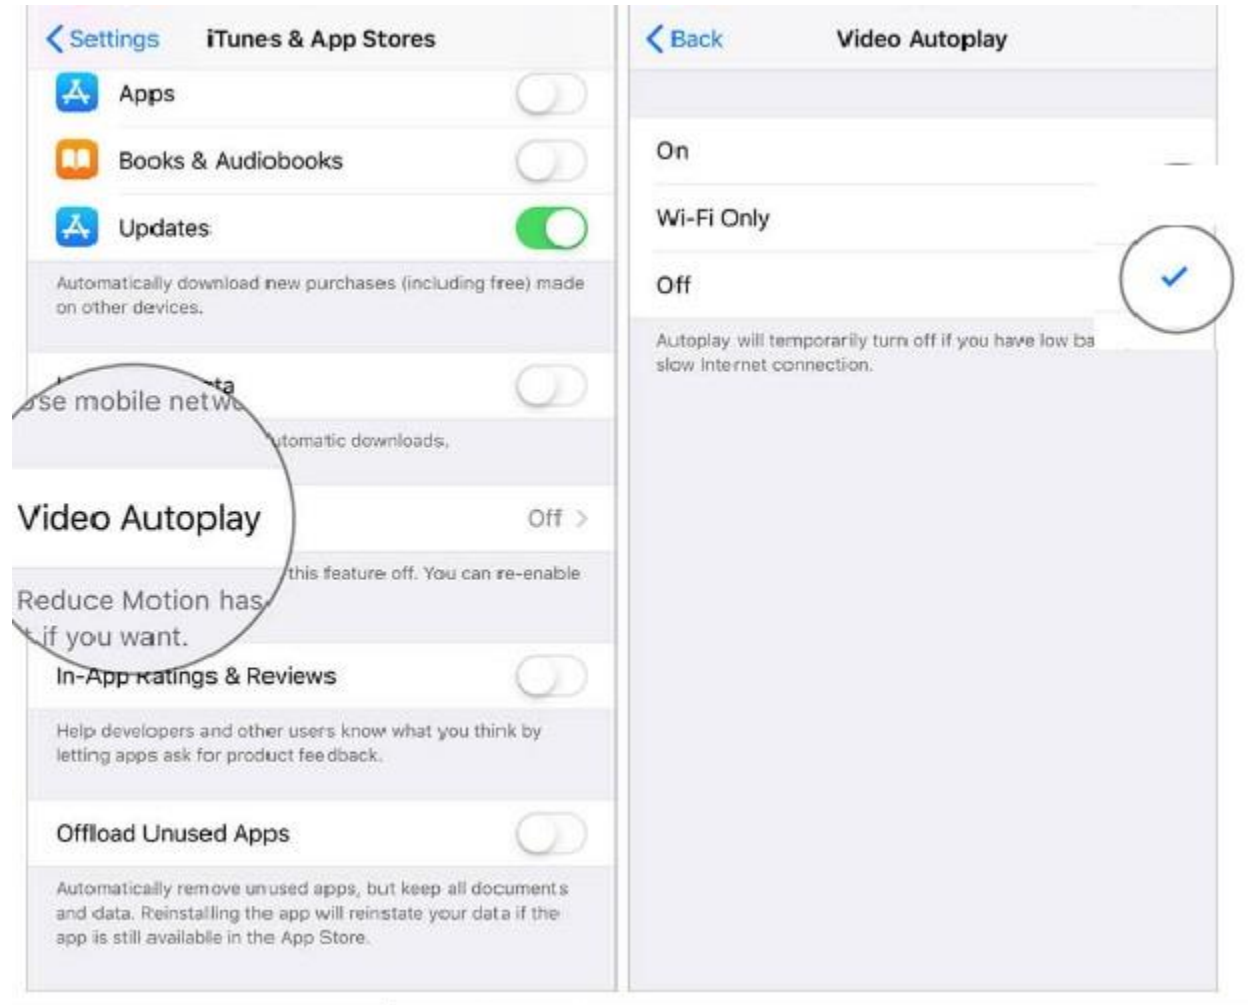 Settings
iTunes & App Stores
Apps
Books & Audiobooks
Updates
Automatically download new purchases (including free) made
on other devices.
Use mobile
utomatic downloads.
Video Autoplay
Off
this feature off. You can re-enable
Reduce Motion has
if you want.
In-App Ratings & Reviews
Help developers and other users know what you think by
letting apps ask for product feedback.
Offload Unused Apps
Automatically remove unused apps, but keep all documents
and data. Reinstalling the app will reinstate your data if the
app is still available in the App Store.
Back
Video Autoplay
On
Wi-Fi Only
Off
Autoplay will temporarily turn off if you have low ba
slow Internet connection.